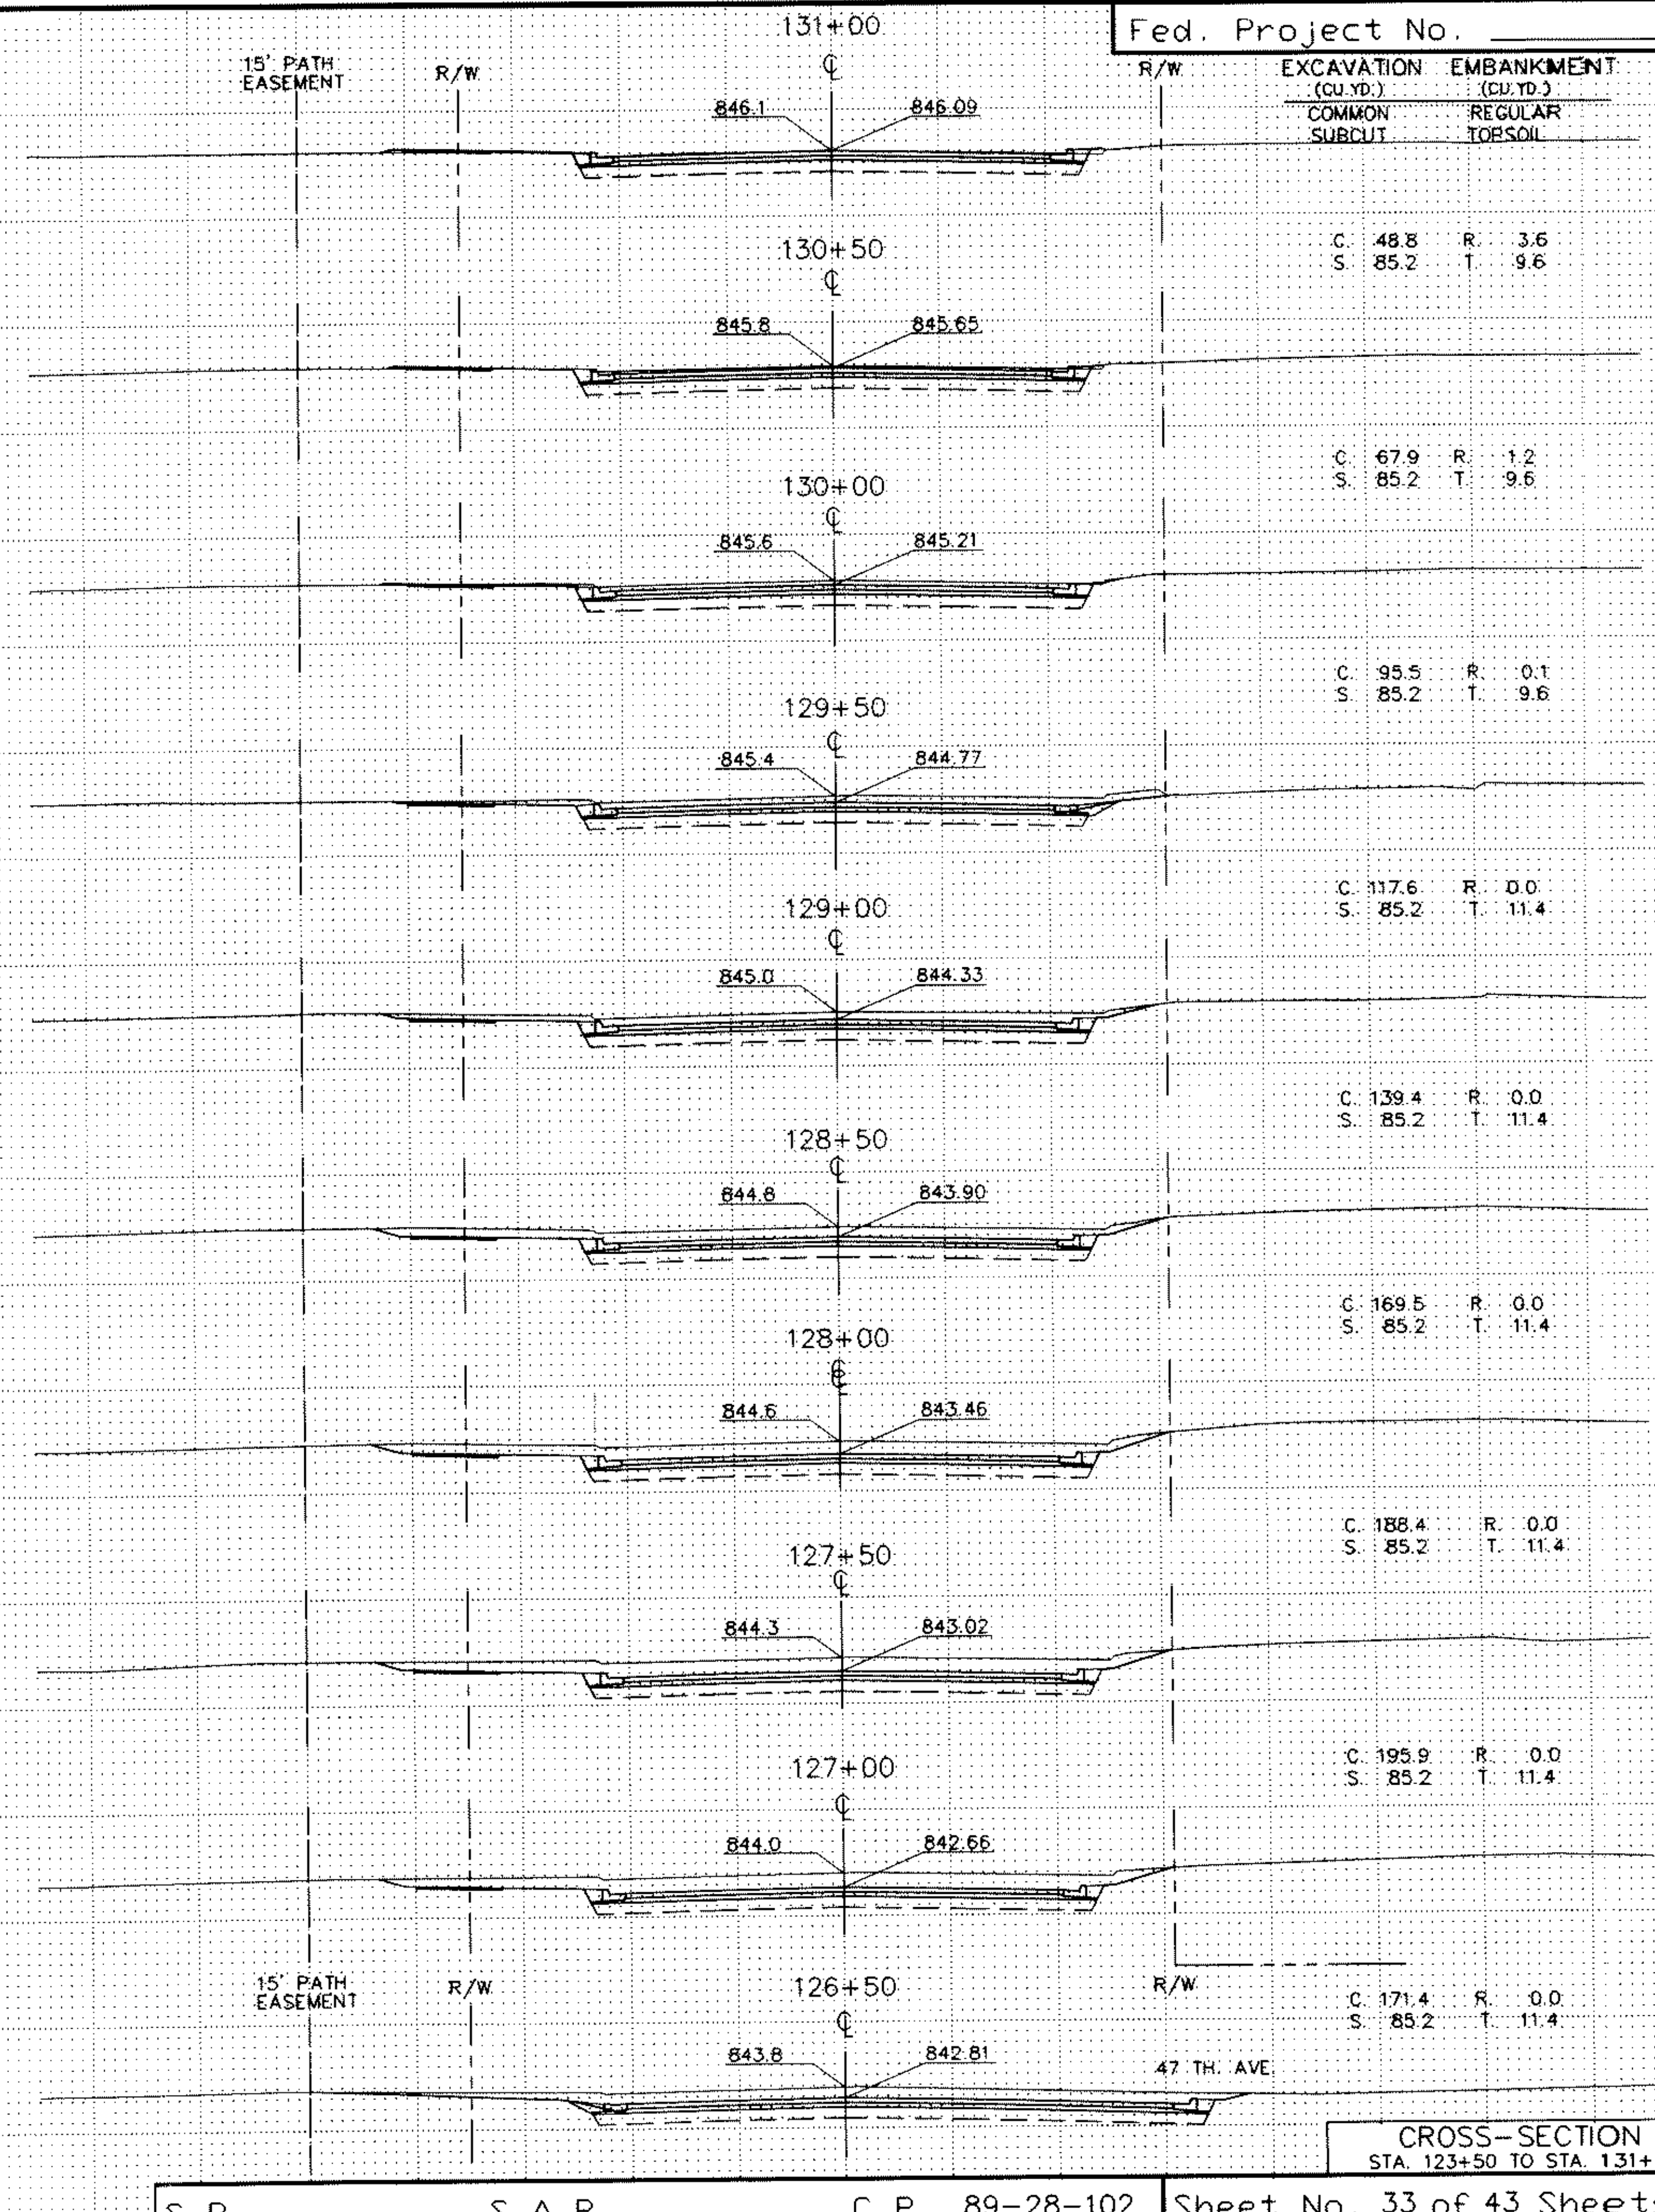 Fed. Project No.
131+00
15' PATH
EASEMENT
R/W
℄
R/W
EXCAVATION EMBANKMENT
(CU.YD.) (CU.YD.)
COMMON REGULAR
SUBCUT TOPSOIL
846.1 846.09
C. 48.8 R. 3.6
S. 85.2 T. 9.6
130+50
℄
845.8 845.65
C. 67.9 R. 1.2
S. 85.2 T. 9.6
130+00
℄
845.6 845.21
C. 95.5 R. 0.1
S. 85.2 T. 9.6
129+50
℄
845.4 844.77
C. 117.6 R. 0.0
S. 85.2 T. 11.4
129+00
℄
845.0 844.33
C. 139.4 R. 0.0
S. 85.2 T. 11.4
128+50
℄
844.8 843.90
C. 169.5 R. 0.0
S. 85.2 T. 11.4
128+00
℄
844.6 843.46
C. 188.4 R. 0.0
S. 85.2 T. 11.4
127+50
℄
844.3 843.02
C. 195.9 R. 0.0
S. 85.2 T. 11.4
127+00
℄
844.0 842.66
15' PATH
EASEMENT
R/W
126+50
R/W
C. 171.4 R. 0.0
S. 85.2 T. 11.4
℄
843.8 842.81
47 TH. AVE.
CROSS-SECTION
STA. 123+50 TO STA. 131+
S.P. S.A.P. C.P. 89-28-102 Sheet No. 33 of 43 Sheets